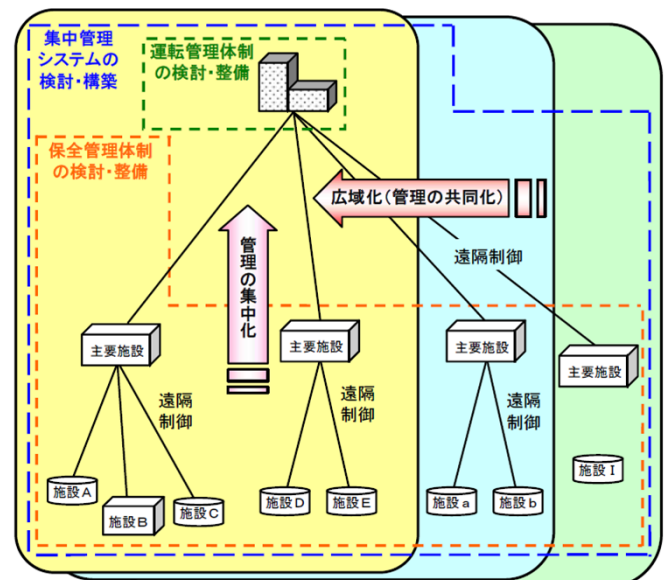 集中管理
システムの
検討・構築
運転管理体制
の検討・整備
保全管理体制
の検討・整備
広域化(管理の共同化)
管理の集中化
遠隔制御
主要施設
主要施設
主要施設
主要施設
遠隔
制御
遠隔
制御
遠隔
制御
施設A
施設B
施設C
施設D
施設E
施設a
施設b
施設I